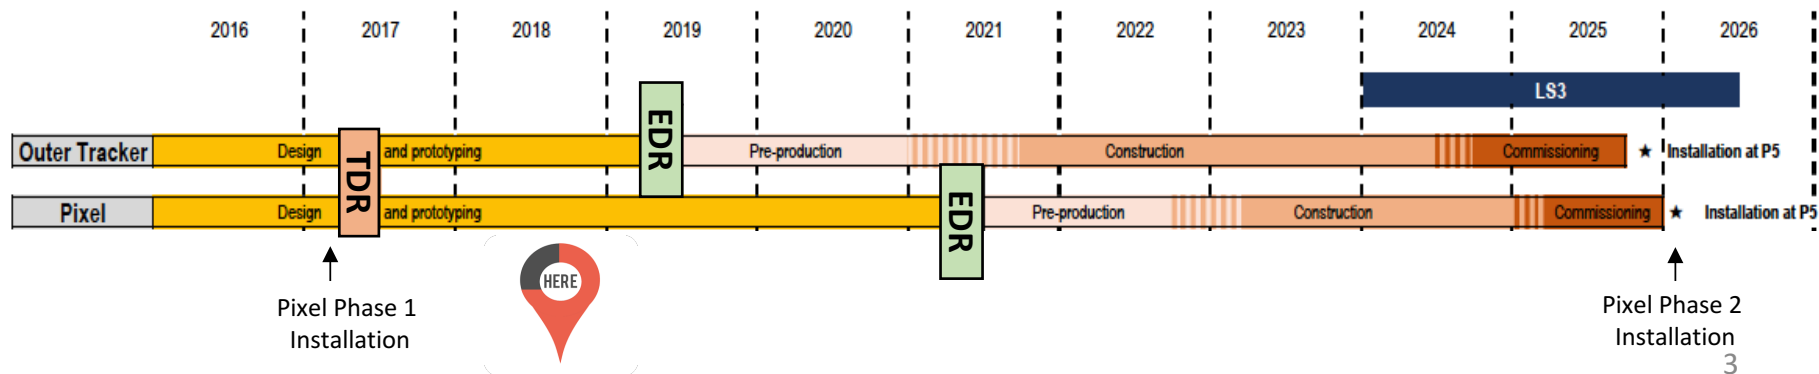 2016 2017 2018 2019 2020 2021 2022 2023 2024 2025 2026
LS3
Outer Tracker Design and prototyping Pre-production Construction Commissioning ★ Installation at P5
TDR
EDR
Pixel Design and prototyping Pre-production Construction Commissioning ★ Installation at P5
EDR
HERE
Pixel Phase 1
Installation
Pixel Phase 2
Installation
3